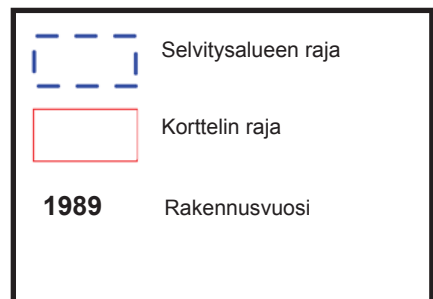 Selvitysalueen raja
Korttelin raja
1989 Rakennusvuosi